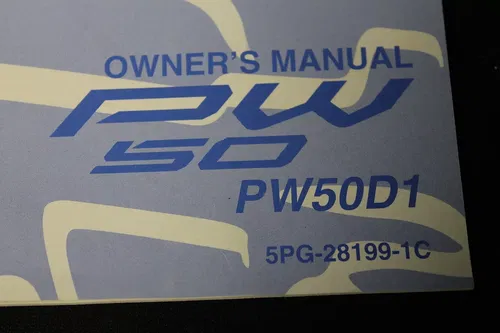 OWNER'S MANUAL
PW
50
PW50D1
5PG-28199-1C